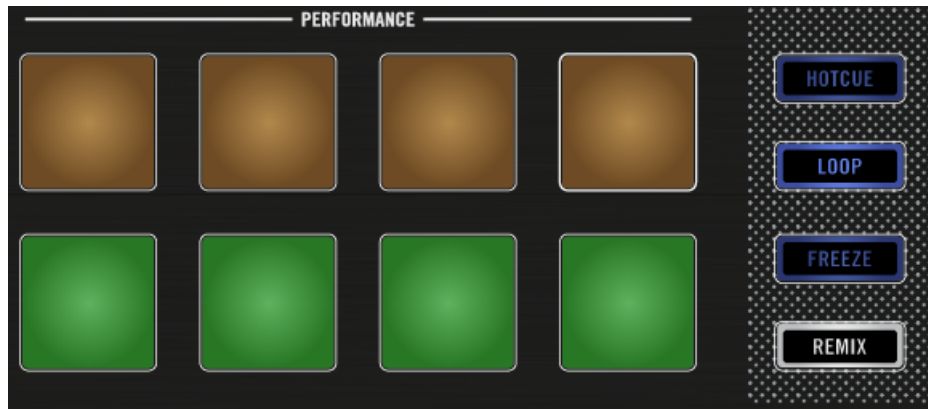 PERFORMANCE
HOTCUE
LOOP
FREEZE
REMIX